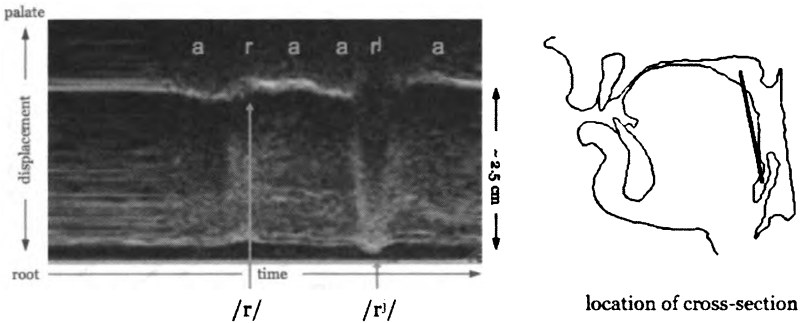 palate
a r a a rʲ a
displacement
~ 2.5 cm
root
time
/r/ /rʲ/
location of cross-section